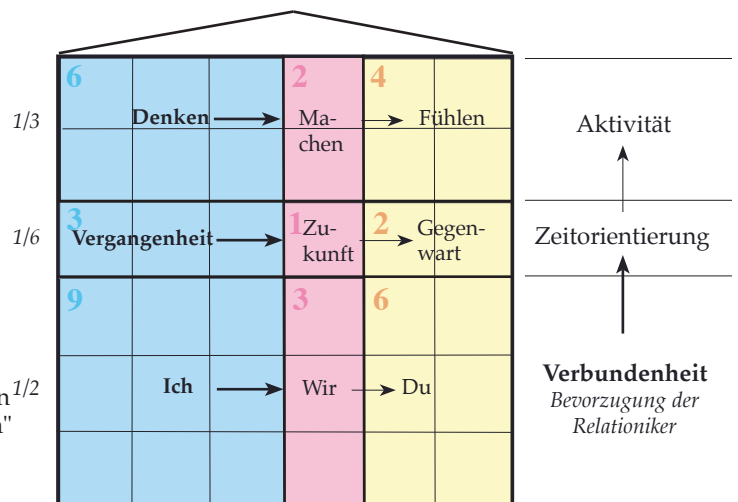 6 2 4
1/3 Denken Ma- Fühlen Aktivität
chen
3 1 2
1/6 Vergangenheit Zu- Gegen- Zeitorientierung
kunft wart
9 3 6
n 1/2 Ich Wir Du Verbundenheit
" Bevorzugung der
Relationiker